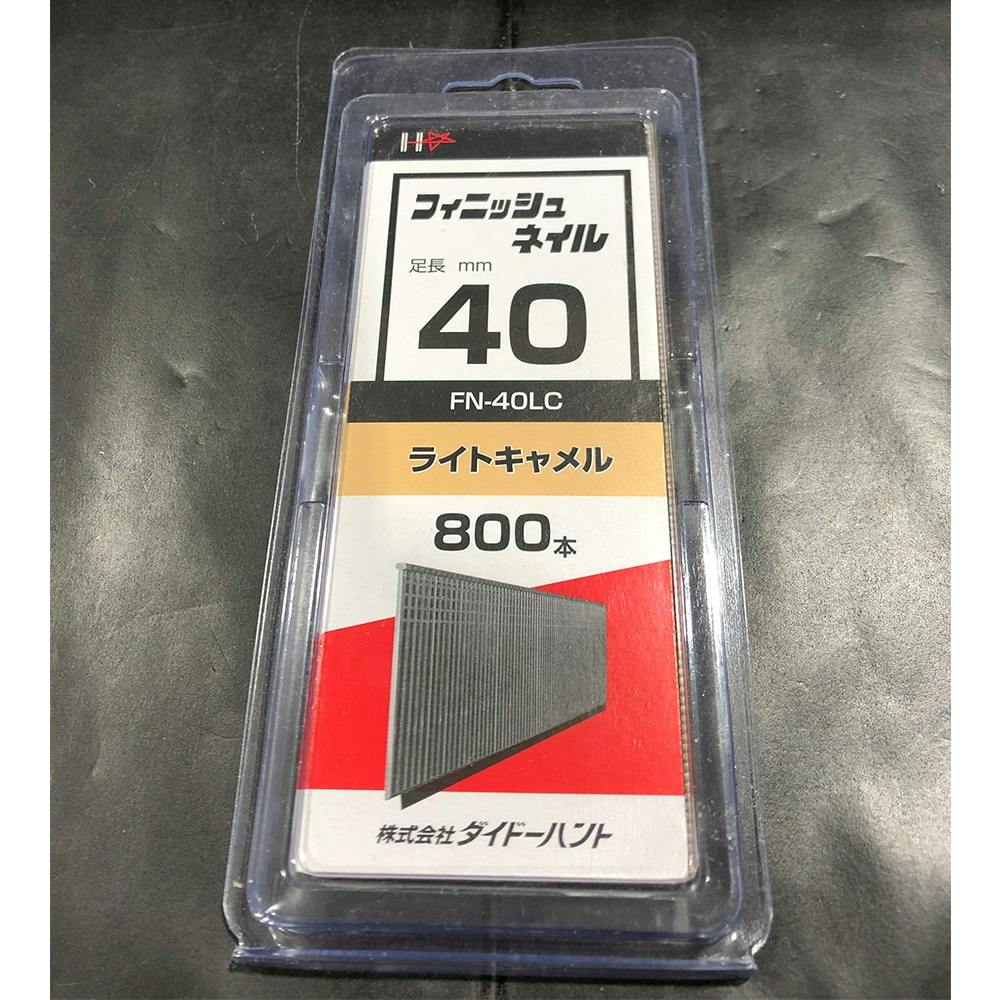 フィニッシュ
ネイル
足長 mm
40
FN-40LC
ライトキャメル
800本
株式会社ダイドーハント